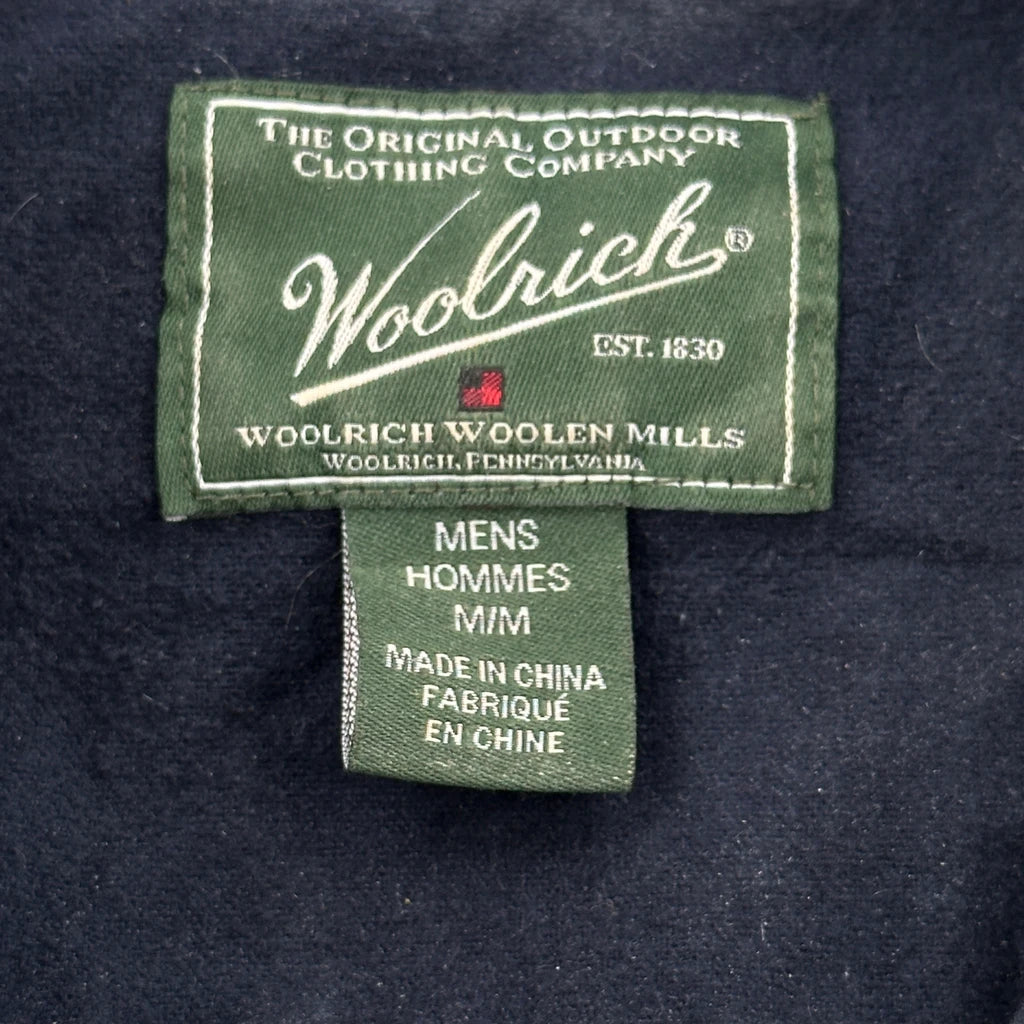 THE ORIGINAL OUTDOOR
CLOTHING COMPANY
Woolrich®
EST. 1830
WOOLRICH WOOLEN MILLS
WOOLRICH, PENNSYLVANIA
MENS
HOMMES
M/M
MADE IN CHINA
FABRIQUÉ
EN CHINE